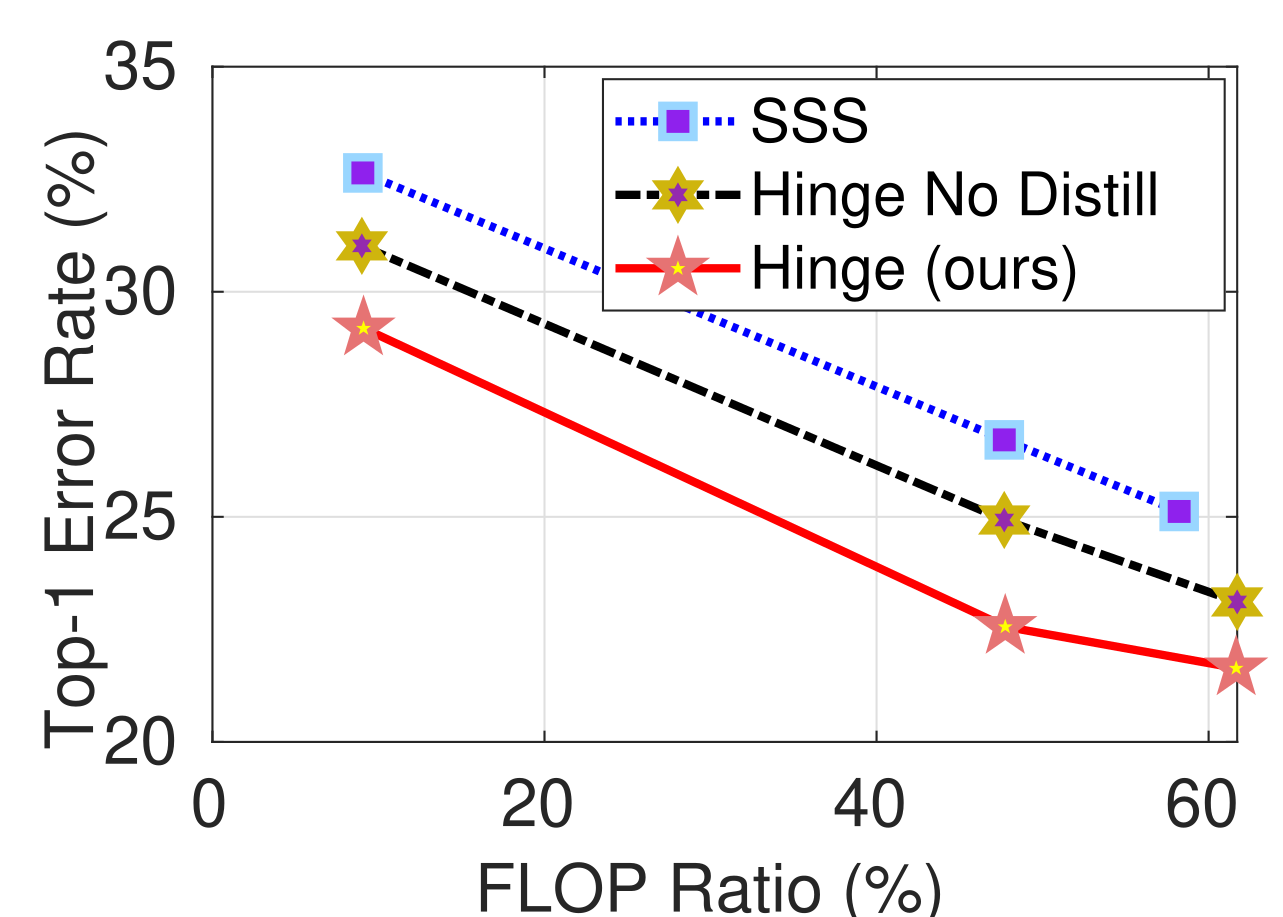 35
30
25
20
Top-1 Error Rate (%)
SSS
Hinge No Distill
Hinge (ours)
0 20 40 60
FLOP Ratio (%)